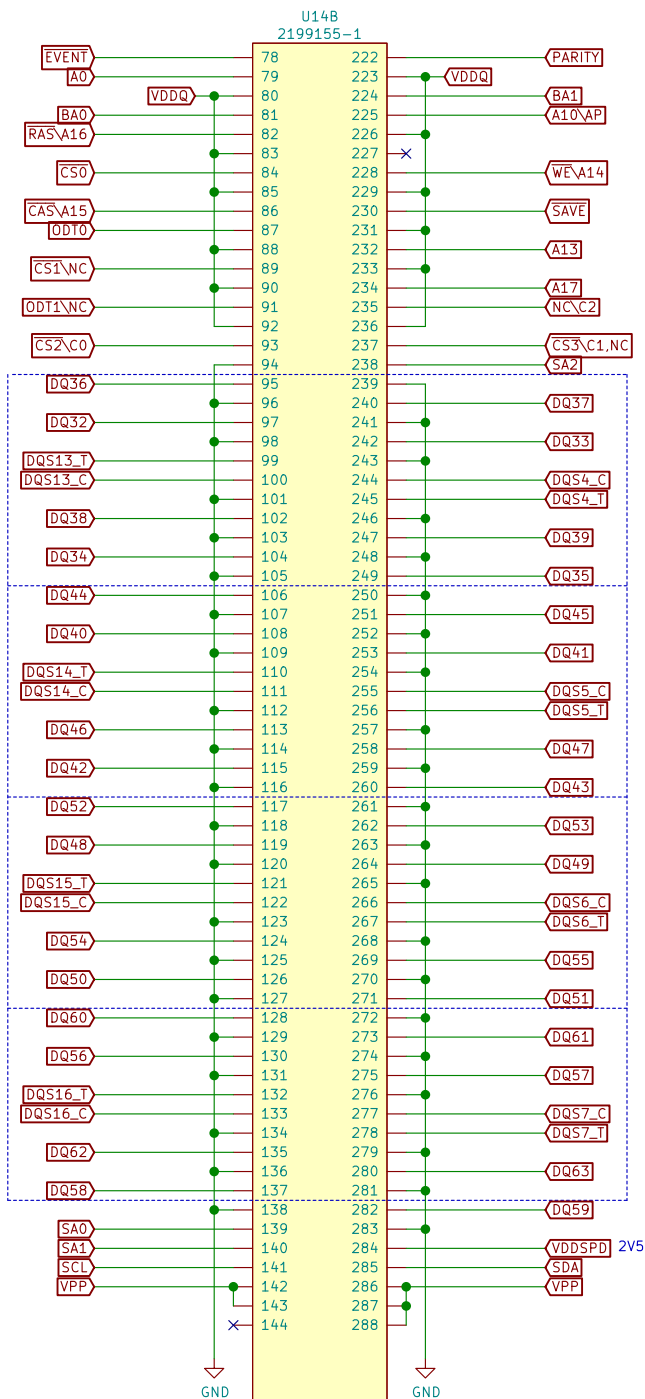 U14B
2199155-1
EVENT 78 222 PARITY
A0 79 223 VDDQ
VDDQ 80 224 BA1
BA0 81 225 A10\AP
RAS\A16 82 226
83 227
CS0 84 228 WE\A14
85 229
CAS\A15 86 230 SAVE
ODT0 87 231
88 232 A13
CS1\NC 89 233
90 234 A17
ODT1\NC 91 235 NC\C2
92 236
CS2\C0 93 237 CS3\C1,NC
94 238 SA2
DQ36 95 239
96 240 DQ37
DQ32 97 241
98 242 DQ33
DQS13_T 99 243
DQS13_C 100 244 DQS4_C
101 245 DQS4_T
DQ38 102 246
103 247 DQ39
DQ34 104 248
105 249 DQ35
DQ44 106 250
107 251 DQ45
DQ40 108 252
109 253 DQ41
DQS14_T 110 254
DQS14_C 111 255 DQS5_C
112 256 DQS5_T
DQ46 113 257
114 258 DQ47
DQ42 115 259
116 260 DQ43
DQ52 117 261
118 262 DQ53
DQ48 119 263
120 264 DQ49
DQS15_T 121 265
DQS15_C 122 266 DQS6_C
123 267 DQS6_T
DQ54 124 268
125 269 DQ55
DQ50 126 270
127 271 DQ51
DQ60 128 272
129 273 DQ61
DQ56 130 274
131 275 DQ57
DQS16_T 132 276
DQS16_C 133 277 DQS7_C
134 278 DQS7_T
DQ62 135 279
136 280 DQ63
DQ58 137 281
138 282 DQ59
SA0 139 283
SA1 140 284 VDDSPD 2V5
SCL 141 285 SDA
VPP 142 286 VPP
143 287
144 288
GND GND